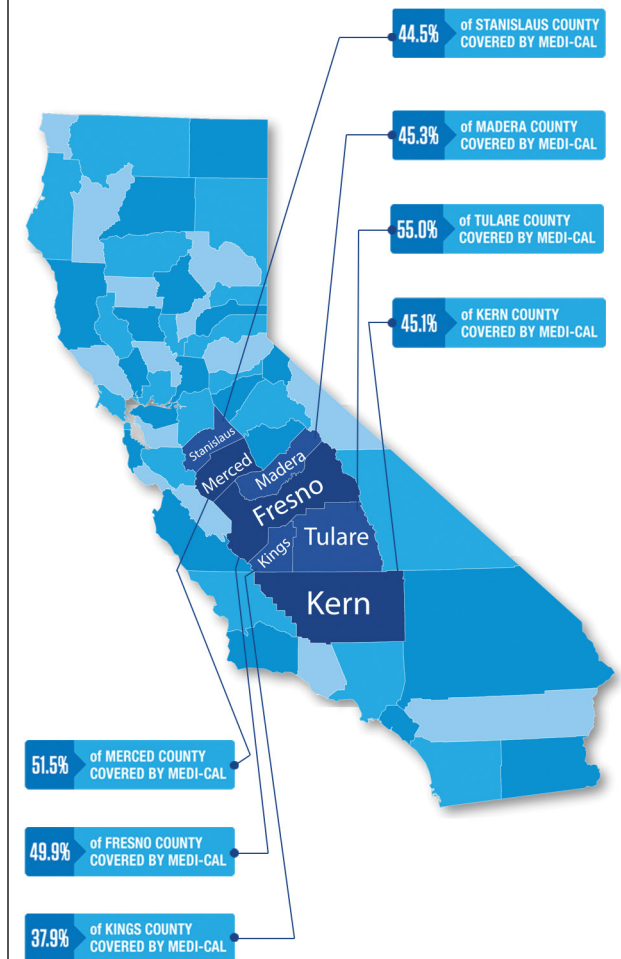 44.5% of STANISLAUS COUNTY
COVERED BY MEDI-CAL
45.3% of MADERA COUNTY
COVERED BY MEDI-CAL
55.0% of TULARE COUNTY
COVERED BY MEDI-CAL
45.1% of KERN COUNTY
COVERED BY MEDI-CAL
Stanislaus
Merced
Madera
Fresno
Kings
Tulare
Kern
51.5% of MERCED COUNTY
COVERED BY MEDI-CAL
49.9% of FRESNO COUNTY
COVERED BY MEDI-CAL
37.9% of KINGS COUNTY
COVERED BY MEDI-CAL